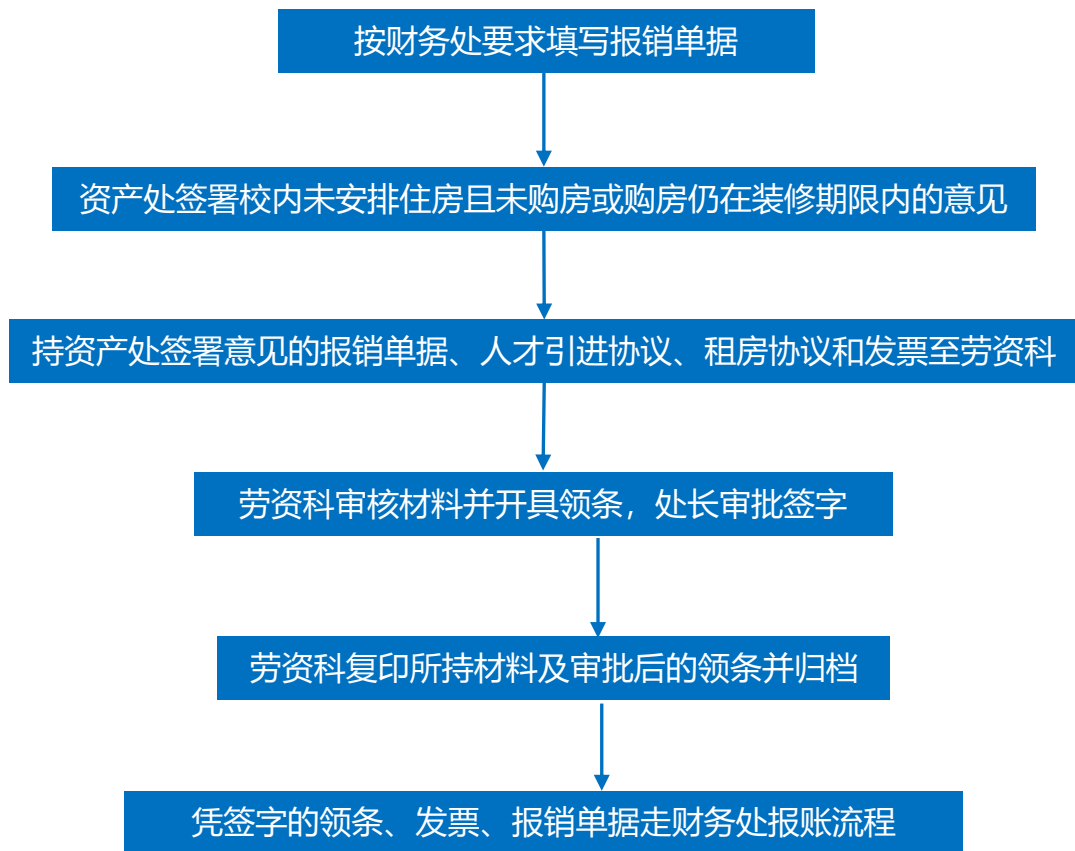 按财务处要求填写报销单据
资产处签署校内未安排住房且未购房或购房仍在装修期限内的意见
持资产处签署意见的报销单据、人才引进协议、租房协议和发票至劳资科
劳资科审核材料并开具领条，处长审批签字
劳资科复印所持材料及审批后的领条并归档
凭签字的领条、发票、报销单据走财务处报账流程